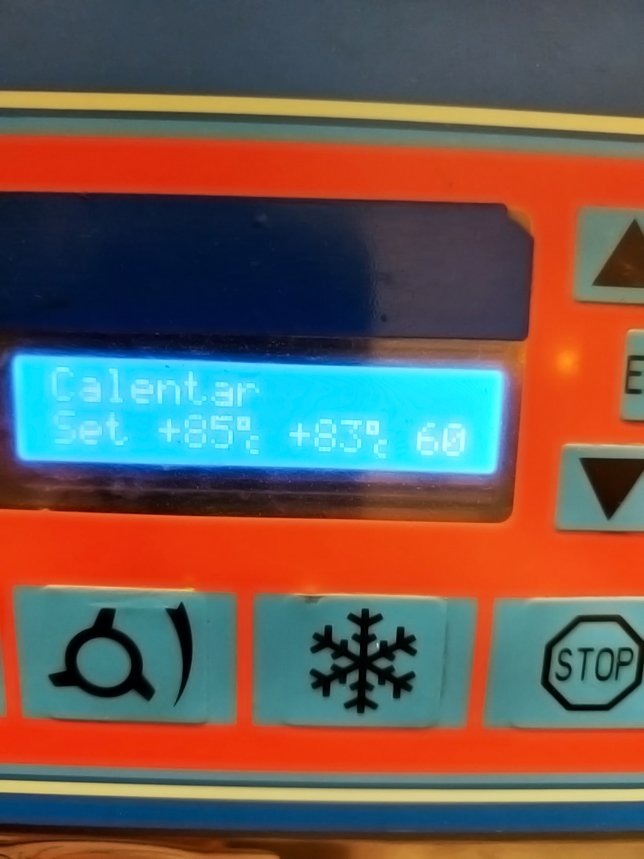 Calentar
Set +85°C +83°C 60
E
STOP